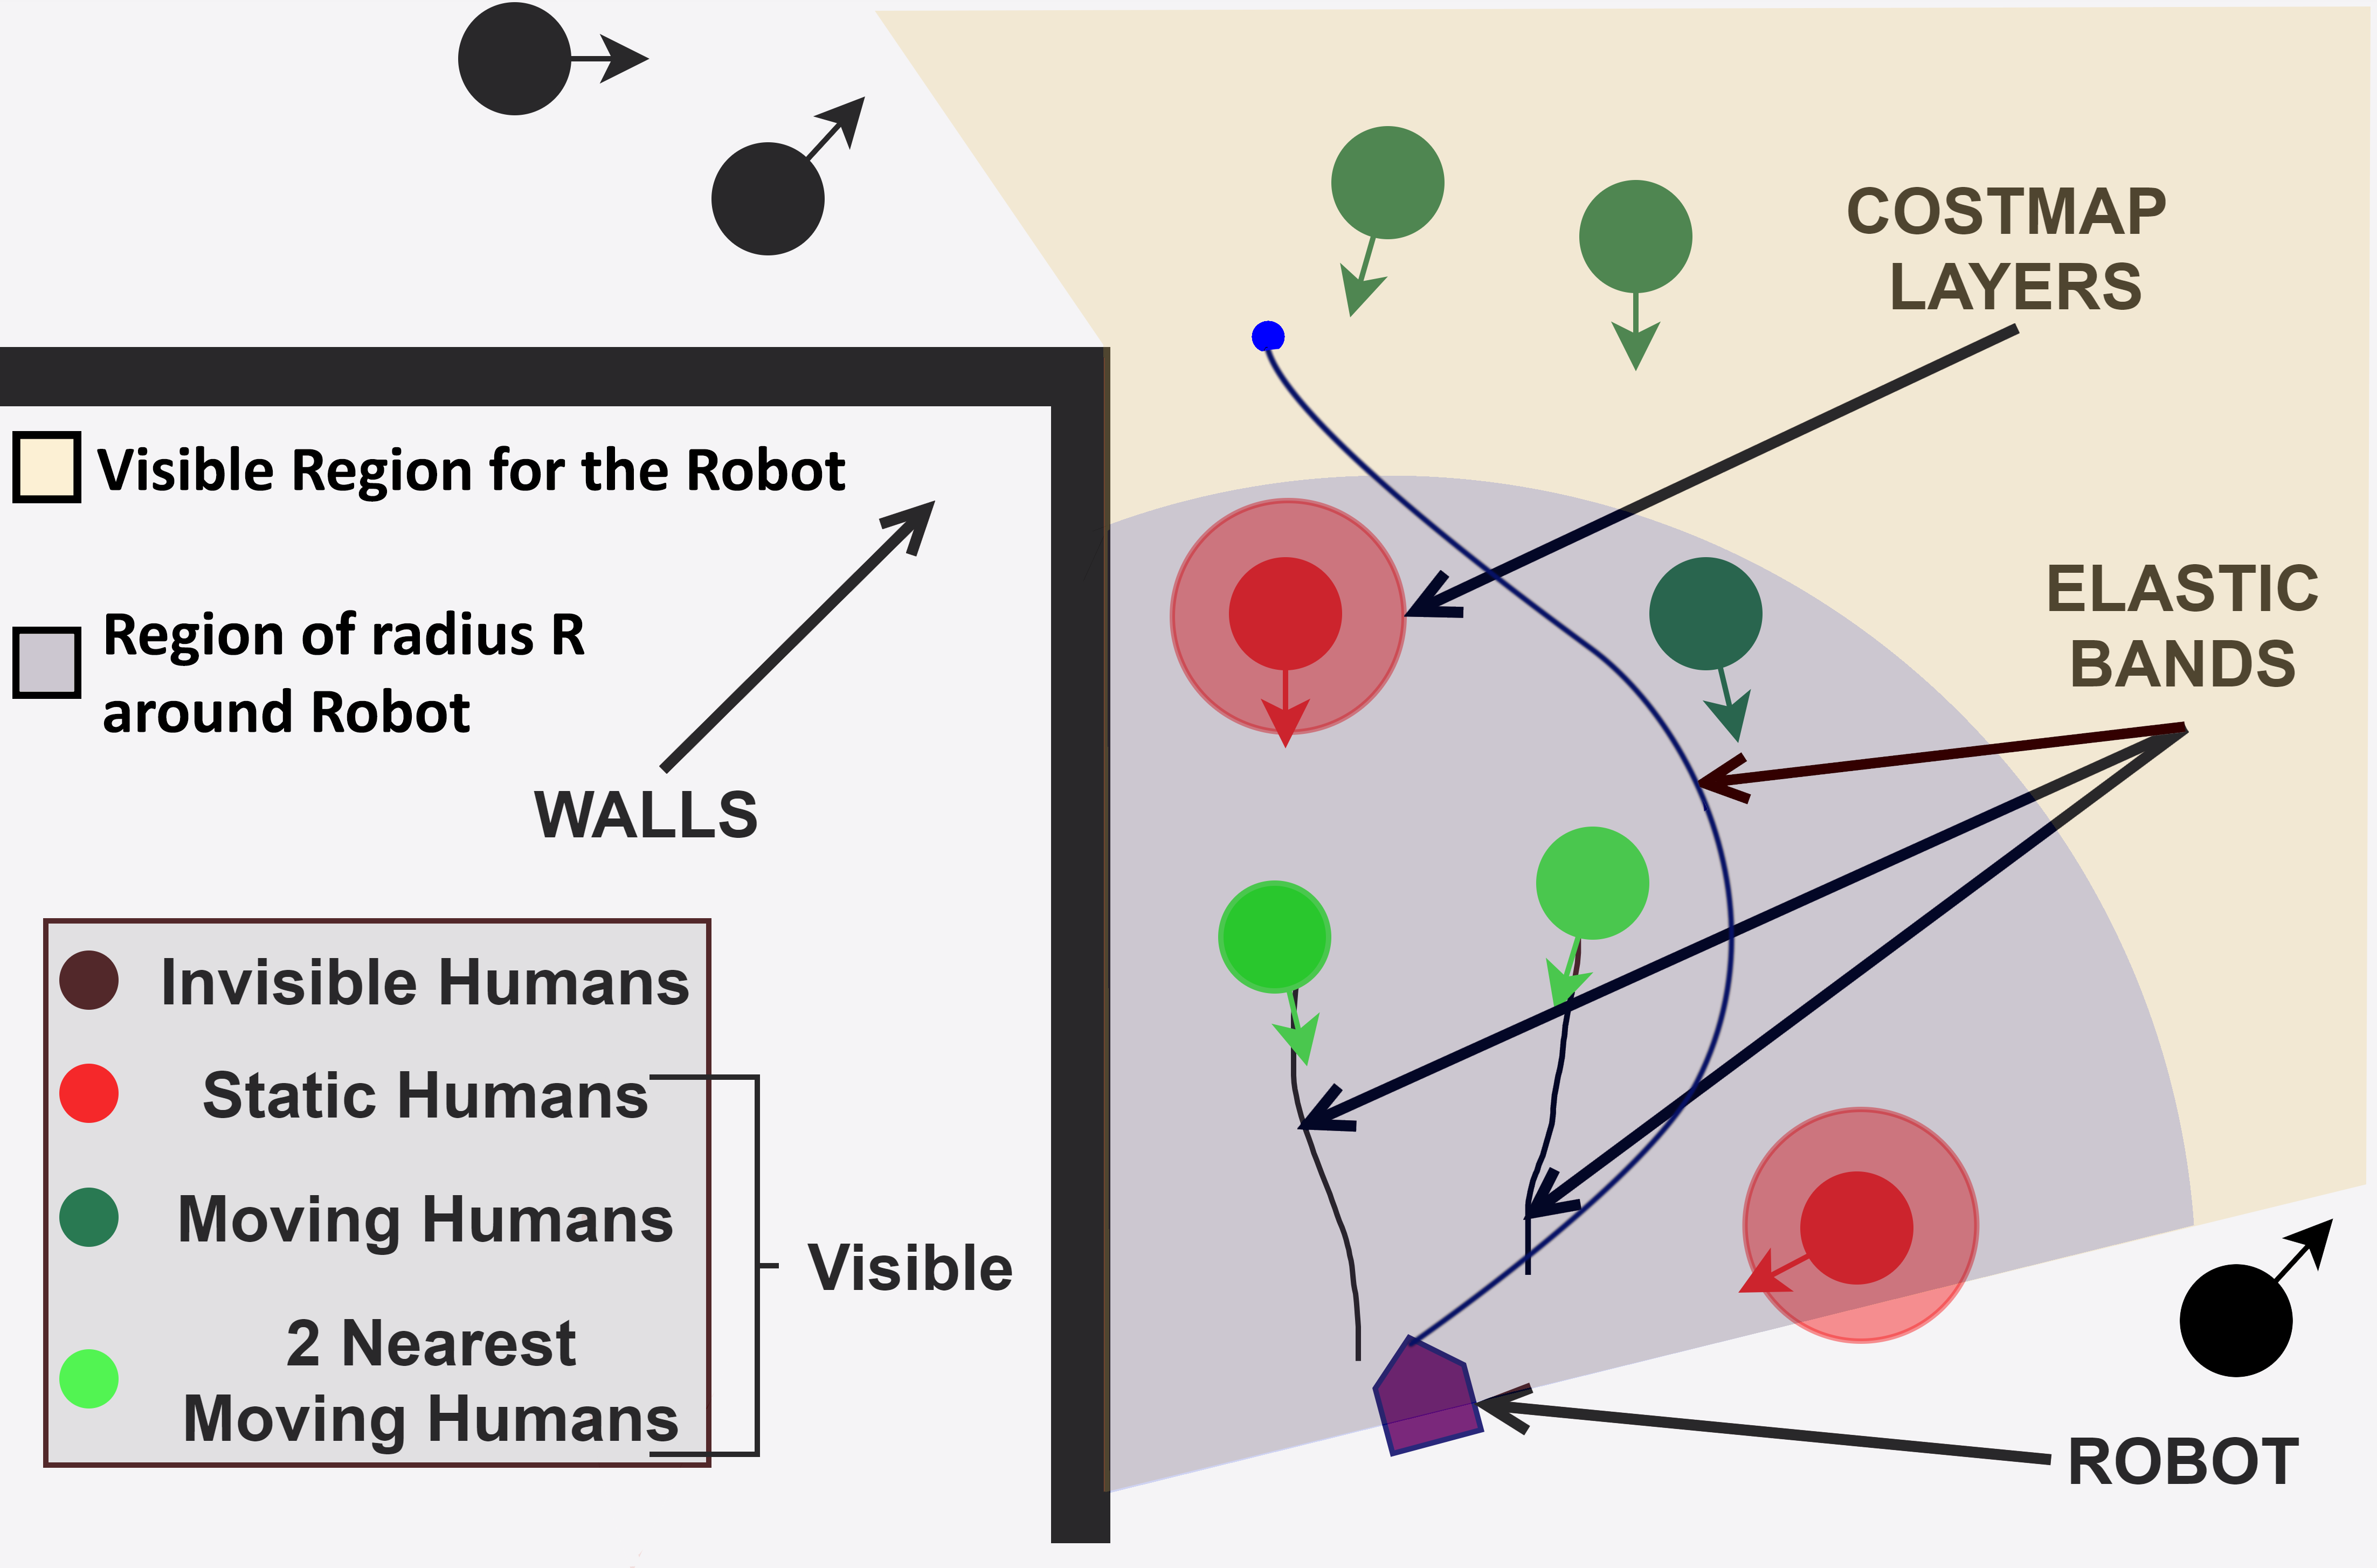 COSTMAP
LAYERS
Visible Region for the Robot
ELASTIC
BANDS
Region of radius R
around Robot
WALLS
Invisible Humans
Static Humans
Moving Humans
Visible
2 Nearest
Moving Humans
ROBOT